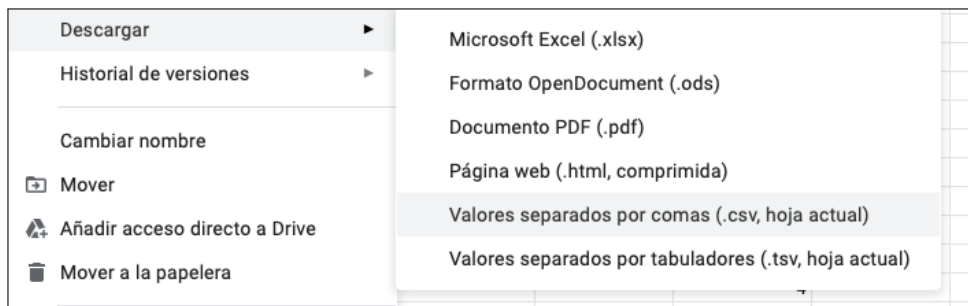 Descargar
Historial de versiones
Cambiar nombre
Mover
Añadir acceso directo a Drive
Mover a la papelera
Microsoft Excel (.xlsx)
Formato OpenDocument (.ods)
Documento PDF (.pdf)
Página web (.html, comprimida)
Valores separados por comas (.csv, hoja actual)
Valores separados por tabuladores (.tsv, hoja actual)